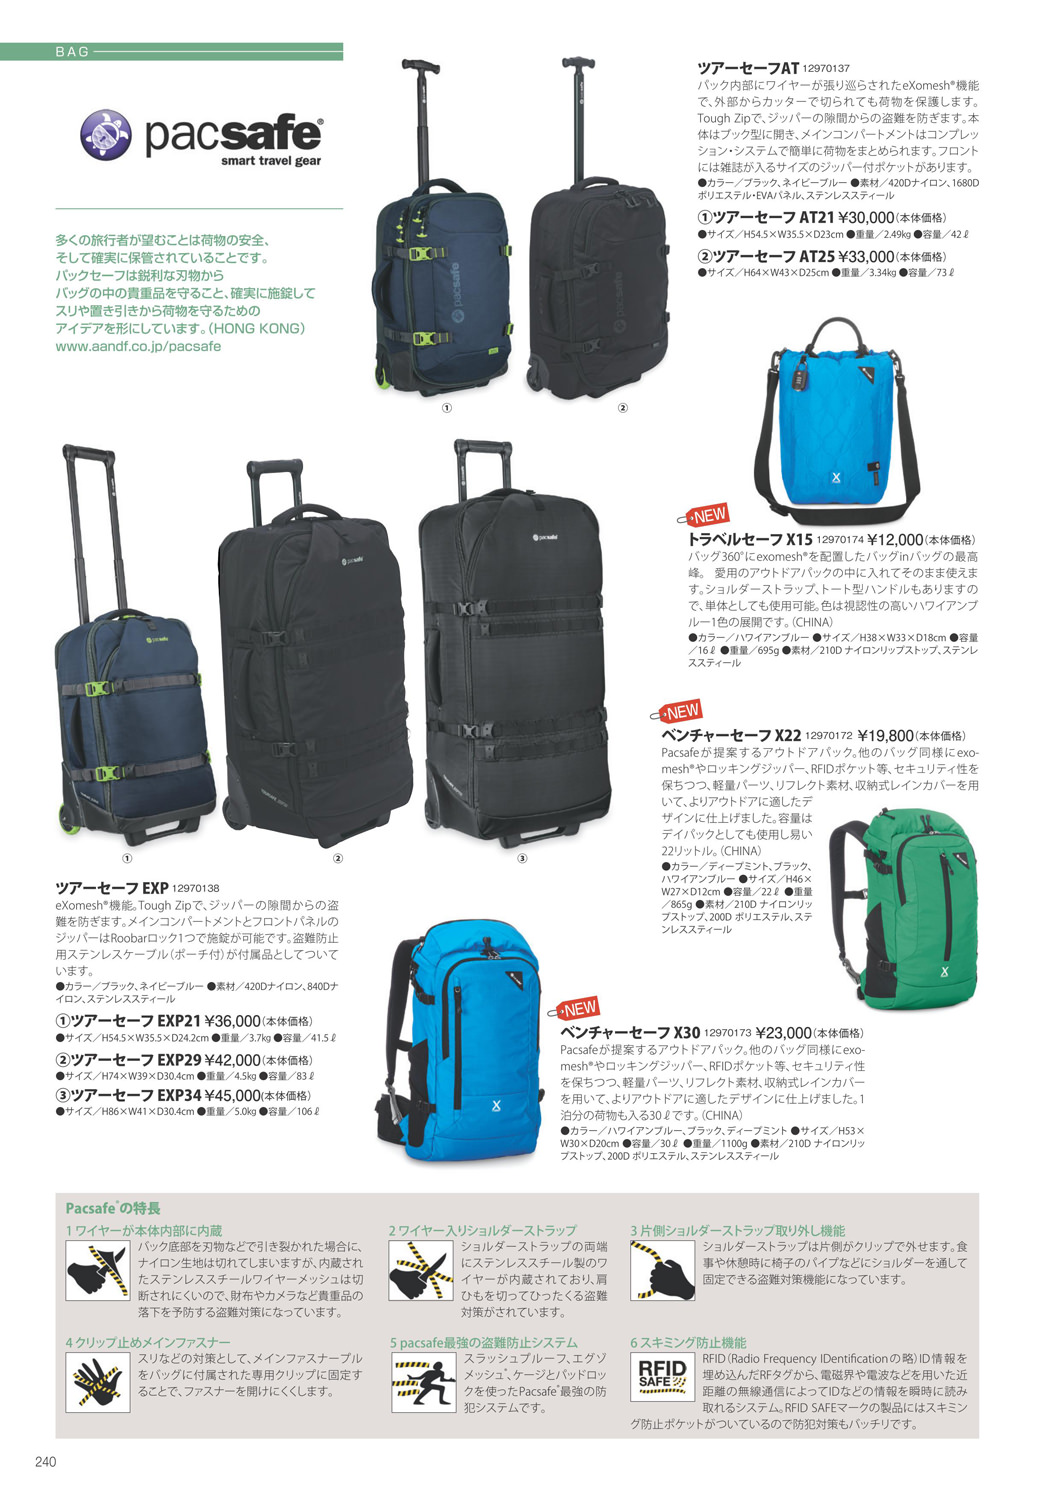 BAG
pacsafe®
smart travel gear
多くの旅行者が望むことは荷物の安全、
そして確実に保管されていることです。
パックセーフは鋭利な刃物から
バッグの中の貴重品を守ること、確実に施錠して
スリや置き引きから荷物を守るための
アイデアを形にしています。（HONG KONG）
www.aandf.co.jp/pacsafe
ツアーセーフAT 12970137
パック内部にワイヤーが張り巡らされたeXomesh®機能
で、外部からカッターで切られても荷物を保護します。
Tough Zipで、ジッパーの隙間からの盗難を防ぎます。本
体はブック型に開き、メインコンパートメントはコンプレッ
ション・システムで簡単に荷物をまとめられます。フロント
には雑誌が入るサイズのジッパー付ポケットがあります。
●カラー／ブラック、ネイビーブルー ●素材／420Dナイロン、1680D
ポリエステル・EVAパネル、ステンレススティール
①ツアーセーフ AT21 ¥30,000（本体価格）
●サイズ／H54.5×W35.5×D23cm ●重量／2.49kg ●容量／42ℓ
②ツアーセーフ AT25 ¥33,000（本体価格）
●サイズ／H64×W43×D25cm ●重量／3.34kg ●容量／73ℓ
pacsafe
pacsafe
①
②
NEW
トラベルセーフ X15 12970174 ¥12,000（本体価格）
バッグ360°にexomesh®を配置したバッグinバッグの最高
峰。 愛用のアウトドアパックの中に入れてそのまま使えま
す。ショルダーストラップ、トート型ハンドルもありますの
で、単体としても使用可能。色は視認性の高いハワイアンブ
ルー1色の展開です。（CHINA）
●カラー／ハワイアンブルー ●サイズ／H38×W33×D18cm ●容量
／16ℓ ●重量／695g ●素材／210D ナイロンリップストップ、ステンレ
ススティール
pacsafe
pacsafe
pacsafe
①
②
③
NEW
ベンチャーセーフ X22 12970172 ¥19,800（本体価格）
Pacsafeが提案するアウトドアパック。他のバッグ同様にexo-
mesh®やロッキングジッパー、RFIDポケット等、セキュリティ性を
保ちつつ、軽量パーツ、リフレクト素材、収納式レインカバーを用
いて、よりアウトドアに適したデ
ザインに仕上げました。容量は
デイパックとしても使用し易い
22リットル。（CHINA）
●カラー／ディープミント、ブラック、
ハワイアンブルー ●サイズ／H46×
W27×D12cm ●容量／22ℓ ●重量
／865g ●素材／210D ナイロンリッ
プストップ、200D ポリエステル、ステ
ンレススティール
ツアーセーフ EXP 12970138
eXomesh®機能。Tough Zipで、ジッパーの隙間からの盗
難を防ぎます。メインコンパートメントとフロントパネルの
ジッパーはRoobarロック1つで施錠が可能です。盗難防止
用ステンレスケーブル（ポーチ付）が付属品としてついて
います。
●カラー／ブラック、ネイビーブルー ●素材／420Dナイロン、840Dナ
イロン、ステンレススティール
①ツアーセーフ EXP21 ¥36,000（本体価格）
●サイズ／H54.5×W35.5×D24.2cm ●重量／3.7kg ●容量／41.5ℓ
②ツアーセーフ EXP29 ¥42,000（本体価格）
●サイズ／H74×W39×D30.4cm ●重量／4.5kg ●容量／83ℓ
③ツアーセーフ EXP34 ¥45,000（本体価格）
●サイズ／H86×W41×D30.4cm ●重量／5.0kg ●容量／106ℓ
NEW
ベンチャーセーフ X30 12970173 ¥23,000（本体価格）
Pacsafeが提案するアウトドアパック。他のバッグ同様にexo-
mesh®やロッキングジッパー、RFIDポケット等、セキュリティ性
を保ちつつ、軽量パーツ、リフレクト素材、収納式レインカバー
を用いて、よりアウトドアに適したデザインに仕上げました。1
泊分の荷物も入る30ℓです。（CHINA）
●カラー／ハワイアンブルー、ブラック、ディープミント ●サイズ／H53×
W30×D20cm ●容量／30ℓ ●重量／1100g ●素材／210D ナイロンリッ
プストップ、200D ポリエステル、ステンレススティール
Pacsafe®の特長
1 ワイヤーが本体内部に内蔵
バック底部を刃物などで引き裂かれた場合に、
ナイロン生地は切れてしまいますが、内蔵され
たステンレススチールワイヤーメッシュは切
断されにくいので、財布やカメラなど貴重品の
落下を予防する盗難対策になっています。
2 ワイヤー入りショルダーストラップ
ショルダーストラップの両端
にステンレススチール製のワ
イヤーが内蔵されており、肩
ひもを切ってひったくる盗難
対策がされています。
3 片側ショルダーストラップ取り外し機能
ショルダーストラップは片側がクリップで外せます。食
事や休憩時に椅子のパイプなどにショルダーを通して
固定できる盗難対策機能になっています。
4 クリップ止めメインファスナー
スリなどの対策として、メインファスナープル
をバッグに付属された専用クリップに固定す
ることで、ファスナーを開けにくくします。
5 pacsafe最強の盗難防止システム
スラッシュプルーフ、エグゾ
メッシュ®、ケージとパッドロッ
クを使ったPacsafe®最強の防
犯システムです。
6 スキミング防止機能
RFID SAFE
RFID（Radio Frequency IDentificationの略）ID情報を
埋め込んだRFタグから、電磁界や電波などを用いた近
距離の無線通信によってIDなどの情報を瞬時に読み
取れるシステム。RFID SAFEマークの製品にはスキミン
グ防止ポケットがついているので防犯対策もバッチリです。
240